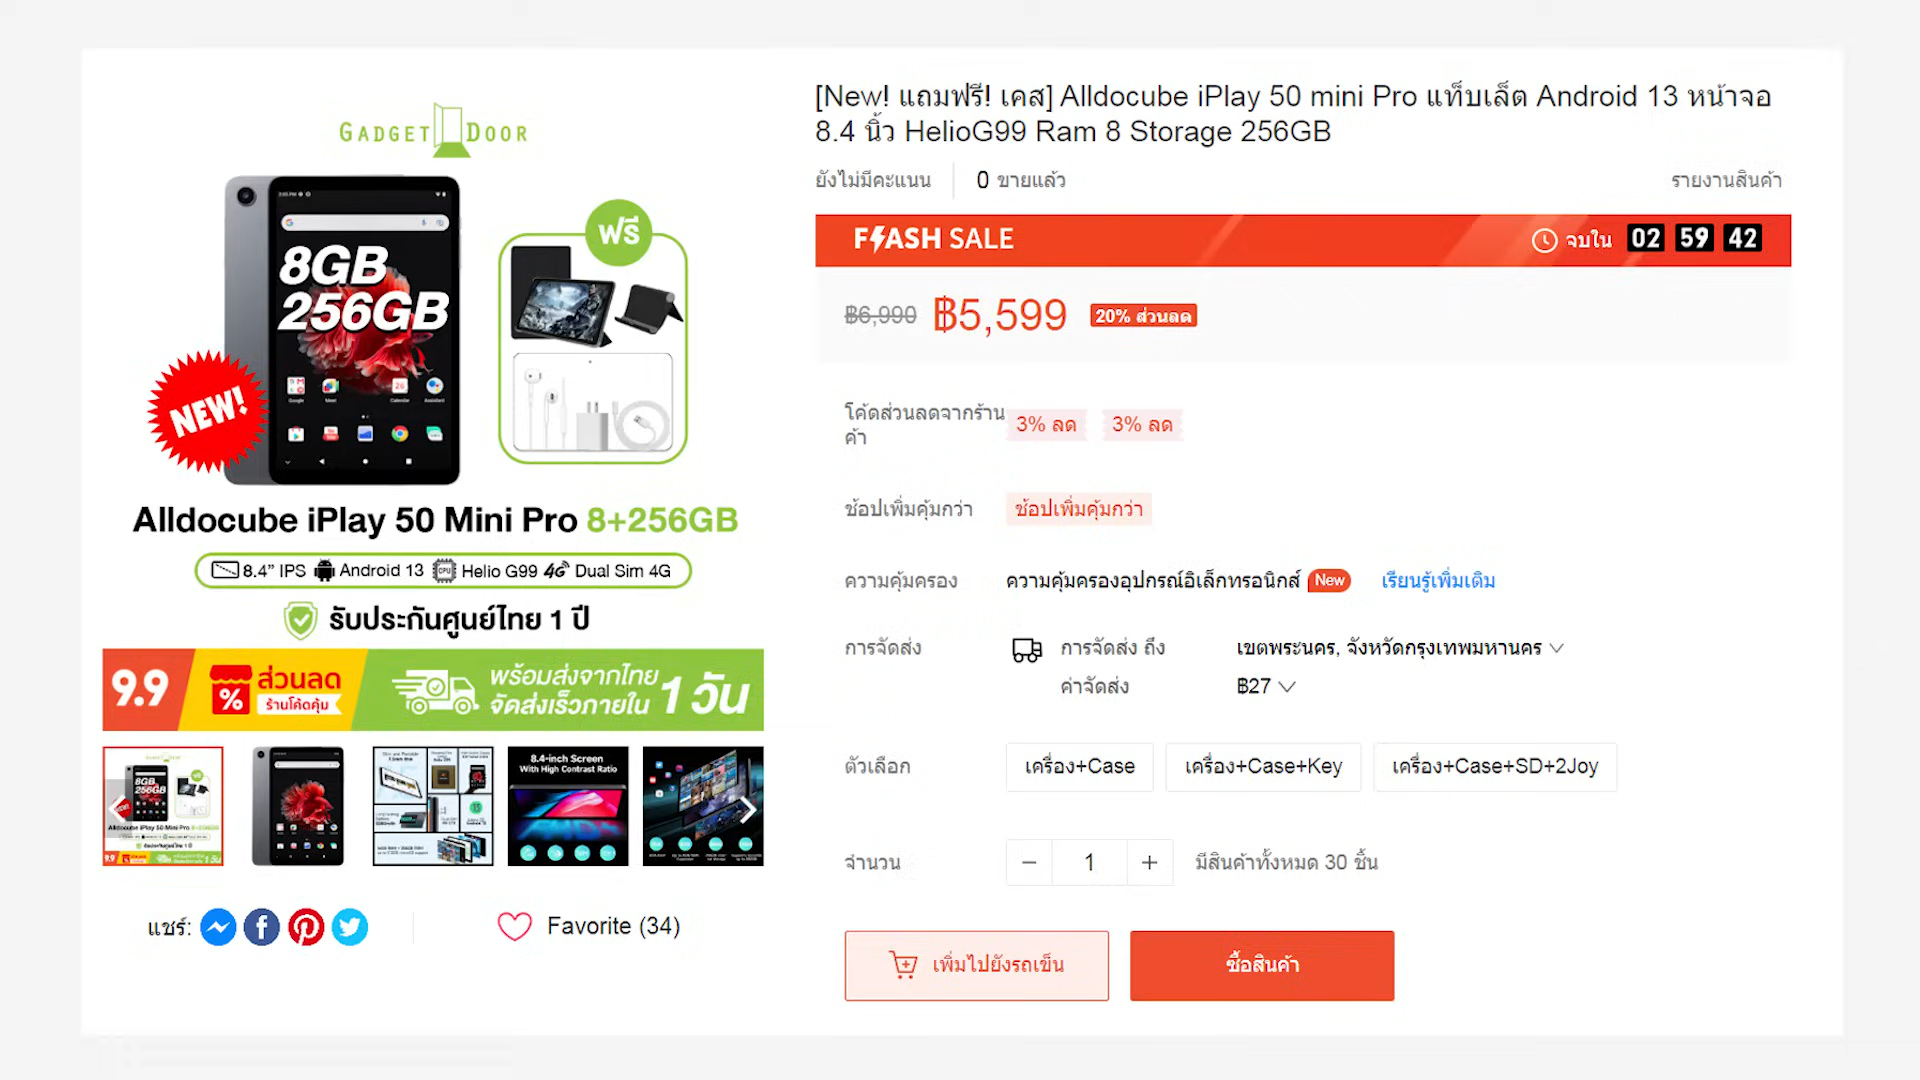 GADGET DOOR
ฟรี
8GB
256GB
NEW!
Alldocube iPlay 50 Mini Pro 8+256GB
8.4” IPS Android 13 CPU Helio G99 4G Dual Sim 4G
รับประกันศูนย์ไทย 1 ปี
9.9 ส่วนลด % ร้านโค้ดคุ้ม
พร้อมส่งจากไทย
จัดส่งเร็วภายใน 1 วัน
8.4-inch Screen
With High Contrast Ratio
แชร์:
Favorite (34)
[New! แถมฟรี! เคส] Alldocube iPlay 50 mini Pro แท็บเล็ต Android 13 หน้าจอ
8.4 นิ้ว HelioG99 Ram 8 Storage 256GB
ยังไม่มีคะแนน 0 ขายแล้ว รายงานสินค้า
FLASH SALE จบใน 02 59 42
฿6,990 ฿5,599 20% ส่วนลด
โค้ดส่วนลดจากร้าน
ค้า
3% ลด 3% ลด
ช้อปเพิ่มคุ้มกว่า ช้อปเพิ่มคุ้มกว่า
ความคุ้มครอง ความคุ้มครองอุปกรณ์อิเล็กทรอนิกส์ New เรียนรู้เพิ่มเติม
การจัดส่ง การจัดส่ง ถึง เขตพระนคร, จังหวัดกรุงเทพมหานคร
ค่าจัดส่ง ฿27
ตัวเลือก เครื่อง+Case เครื่อง+Case+Key เครื่อง+Case+SD+2Joy
จำนวน − 1 + มีสินค้าทั้งหมด 30 ชิ้น
เพิ่มไปยังรถเข็น ซื้อสินค้า